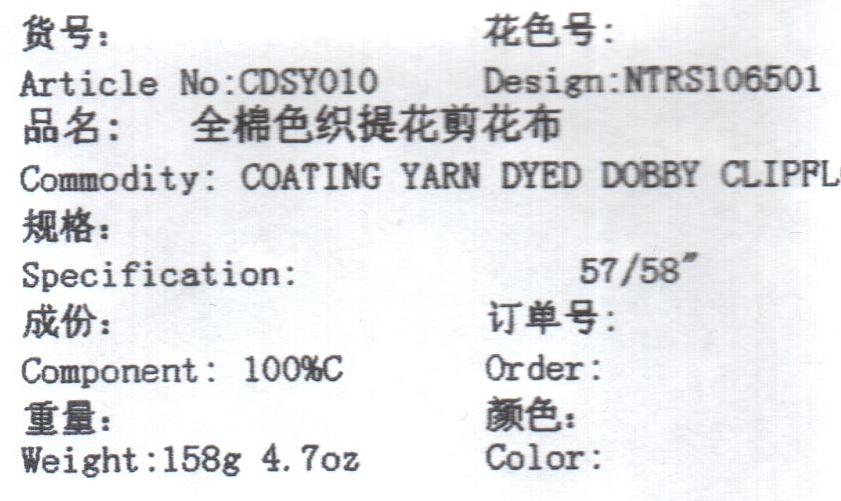 货号: 花色号:
Article No:CDSY010 Design:NTRS106501
品名: 全棉色织提花剪花布
Commodity: COATING YARN DYED DOBBY
规格:
Specification: 57/58″
成份: 订单号:
Component: 100%C Order:
重量: 颜色:
Weight:158g 4.7oz Color: